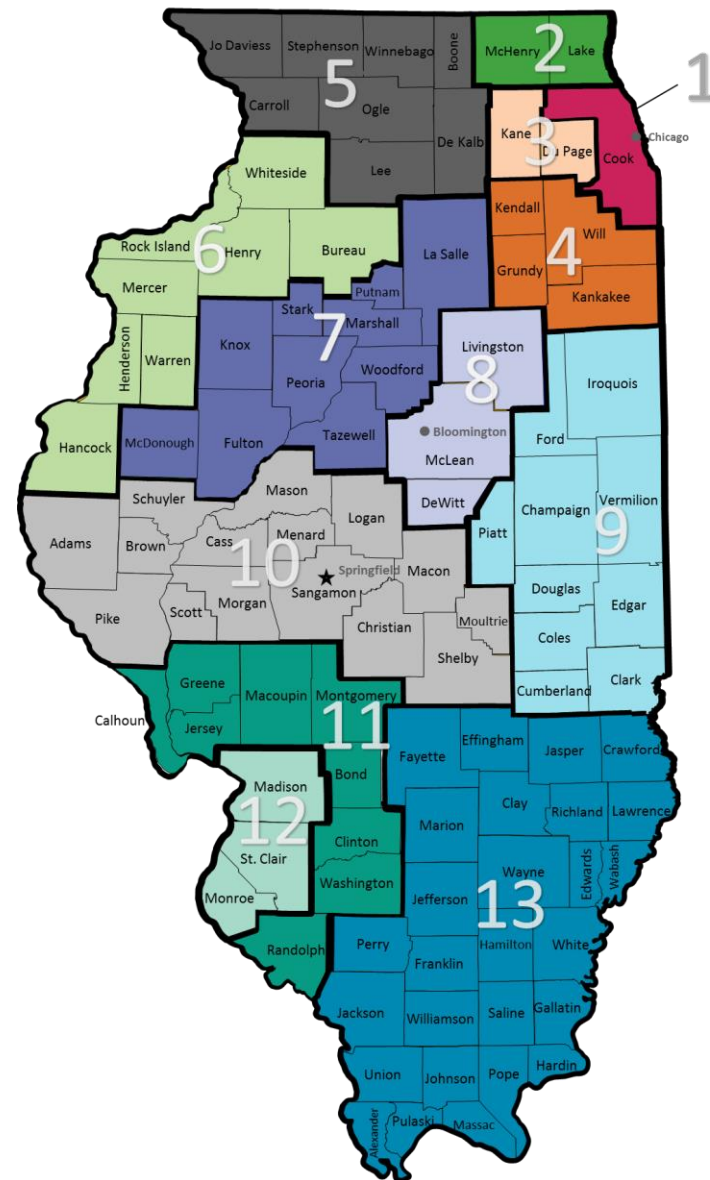 Jo Daviess
Stephenson
Winnebago
Boone
McHenry
Lake
2
1
5
Carroll
Ogle
De Kalb
Lee
Kane
3
Du Page
Cook
Chicago
Whiteside
Kendall
Will
4
Grundy
Kankakee
Rock Island
6
Henry
Bureau
La Salle
Mercer
Putnam
Stark
Marshall
7
Knox
Henderson
Warren
Peoria
Woodford
Livingston
8
Iroquois
Hancock
McDonough
Fulton
Tazewell
Bloomington
McLean
Ford
DeWitt
Schuyler
Mason
Logan
Champaign
Vermilion
9
Adams
Brown
Cass
Menard
Piatt
10
Springfield
Sangamon
Macon
Pike
Scott
Morgan
Christian
Moultrie
Shelby
Douglas
Edgar
Coles
Cumberland
Clark
Greene
Macoupin
Montgomery
Calhoun
Jersey
11
Bond
Fayette
Effingham
Jasper
Crawford
Madison
12
Clay
Richland
Lawrence
Marion
St. Clair
Clinton
Washington
Wayne
Edwards
Wabash
13
Jefferson
Monroe
Randolph
Perry
Hamilton
White
Franklin
Jackson
Williamson
Saline
Gallatin
Union
Johnson
Pope
Hardin
Alexander
Pulaski
Massac